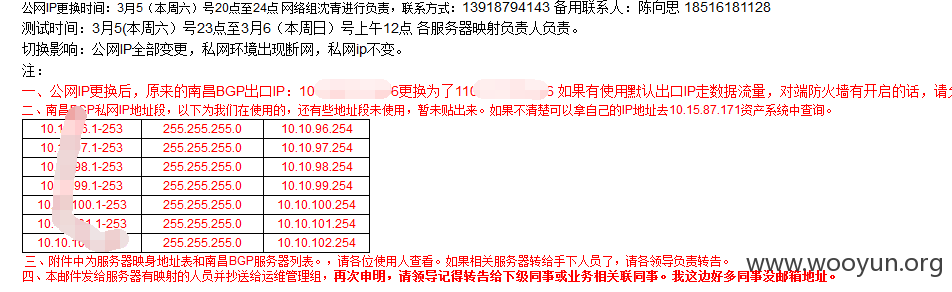 公网IP更换时间：3月5（本周六）号20点至24点 网络组沈青进行负责，联系方式：13918794143 备用联系人：陈向思 18516181128
测试时间：3月5(本周六）号23点至3月6（本周日）号上午12点 各服务器映射负责人负责。
切换影响：公网IP全部变更，私网环境出现断网，私网ip不变。
注：
一、公网IP更换后，原来的南昌BGP出口IP：10 6更换为了110 6 如果有使用默认出口IP走数据流量，对端防火墙有开启的话，请
二、南昌BGP私网IP地址段，以下为我们在使用的，还有些地址段未使用，暂未贴出来。如果不清楚可以拿自己的IP地址去10.15.87.171资产系统中查询。
10.1 .1-253 255.255.255.0 10.10.96.254
10.1 7.1-253 255.255.255.0 10.10.97.254
10.1 98.1-253 255.255.255.0 10.10.98.254
10.1 99.1-253 255.255.255.0 10.10.99.254
10.1 100.1-253 255.255.255.0 10.10.100.254
10.1 .1-253 255.255.255.0 10.10.101.254
10.10.10 253 255.255.255.0 10.10.102.254
三、附件中为服务器映身地址表和南昌BGP服务器列表。，请各位使用人查看。如果相关服务器转给手下人员了，请各领导负责转告。
四、本邮件发给服务器有映射的人员并抄送给运维管理组，再次申明，请领导记得转告给下级同事或业务相关联同事。我这边好多同事没邮箱地址。
www.wooyun.org